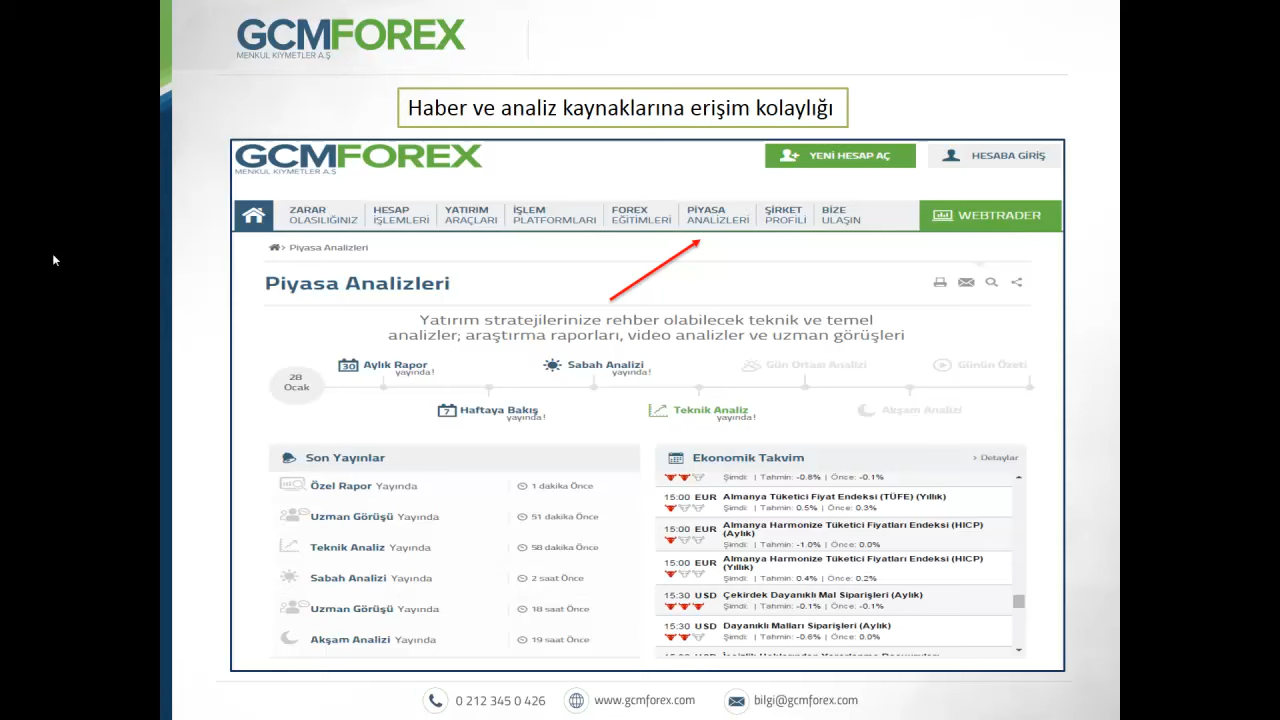 GCMFOREX
MENKUL KIYMETLER A.Ş
Haber ve analiz kaynaklarına erişim kolaylığı
GCMFOREX
MENKUL KIYMETLER A.Ş
YENİ HESAP AÇ
HESABA GİRİŞ
ZARAR OLASILIĞINIZ
HESAP İŞLEMLERİ
YATIRIM ARAÇLARI
İŞLEM PLATFORMLARI
FOREX EĞİTİMLERİ
PİYASA ANALİZLERİ
ŞİRKET PROFİLİ
BİZE ULAŞIN
WEBTRADER
> Piyasa Analizleri
Piyasa Analizleri
Yatırım stratejilerinize rehber olabilecek teknik ve temel
analizler; araştırma raporları, video analizler ve uzman görüşleri
28 Ocak
30 Aylık Rapor yayında!
Sabah Analizi yayında!
Gün Ortası Analizi
Günün Özeti
7 Haftaya Bakış yayında!
Teknik Analiz yayında!
Akşam Analizi
Son Yayınlar
Özel Rapor Yayında 1 dakika Önce
Uzman Görüşü Yayında 51 dakika Önce
Teknik Analiz Yayında 58 dakika Önce
Sabah Analizi Yayında 2 saat Önce
Uzman Görüşü Yayında 18 saat Önce
Akşam Analizi Yayında 19 saat Önce
Ekonomik Takvim > Detaylar
Şimdi: | Tahmin: -0.8% | Önce: -0.1%
15:00 EUR Almanya Tüketici Fiyat Endeksi (TÜFE) (Yıllık)
Şimdi: | Tahmin: 0.5% | Önce: 0.3%
15:00 EUR Almanya Harmonize Tüketici Fiyatları Endeksi (HICP) (Aylık)
Şimdi: | Tahmin: -1.0% | Önce: 0.0%
15:00 EUR Almanya Harmonize Tüketici Fiyatları Endeksi (HICP) (Yıllık)
Şimdi: | Tahmin: 0.4% | Önce: 0.2%
15:30 USD Çekirdek Dayanıklı Mal Siparişleri (Aylık)
Şimdi: | Tahmin: -0.1% | Önce: -0.1%
15:30 USD Dayanıklı Malları Siparişleri (Aylık)
Şimdi: | Tahmin: -0.6% | Önce: 0.0%
0 212 345 0 426
www.gcmforex.com
bilgi@gcmforex.com